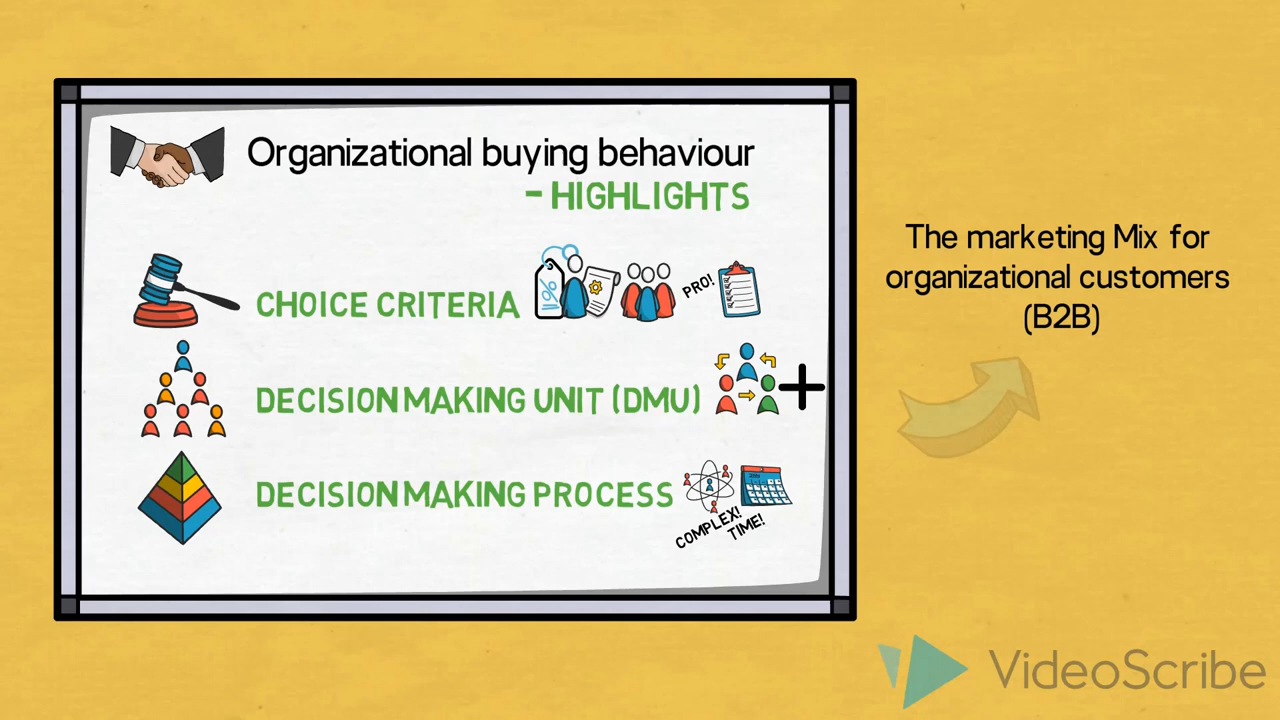 Organizational buying behaviour
- HIGHLIGHTS
CHOICE CRITERIA
1%
PRO!
DECISION MAKING UNIT (DMU)
DECISION MAKING PROCESS
COMPLEX!
TIME!
The marketing Mix for
organizational customers
(B2B)
VideoScribe